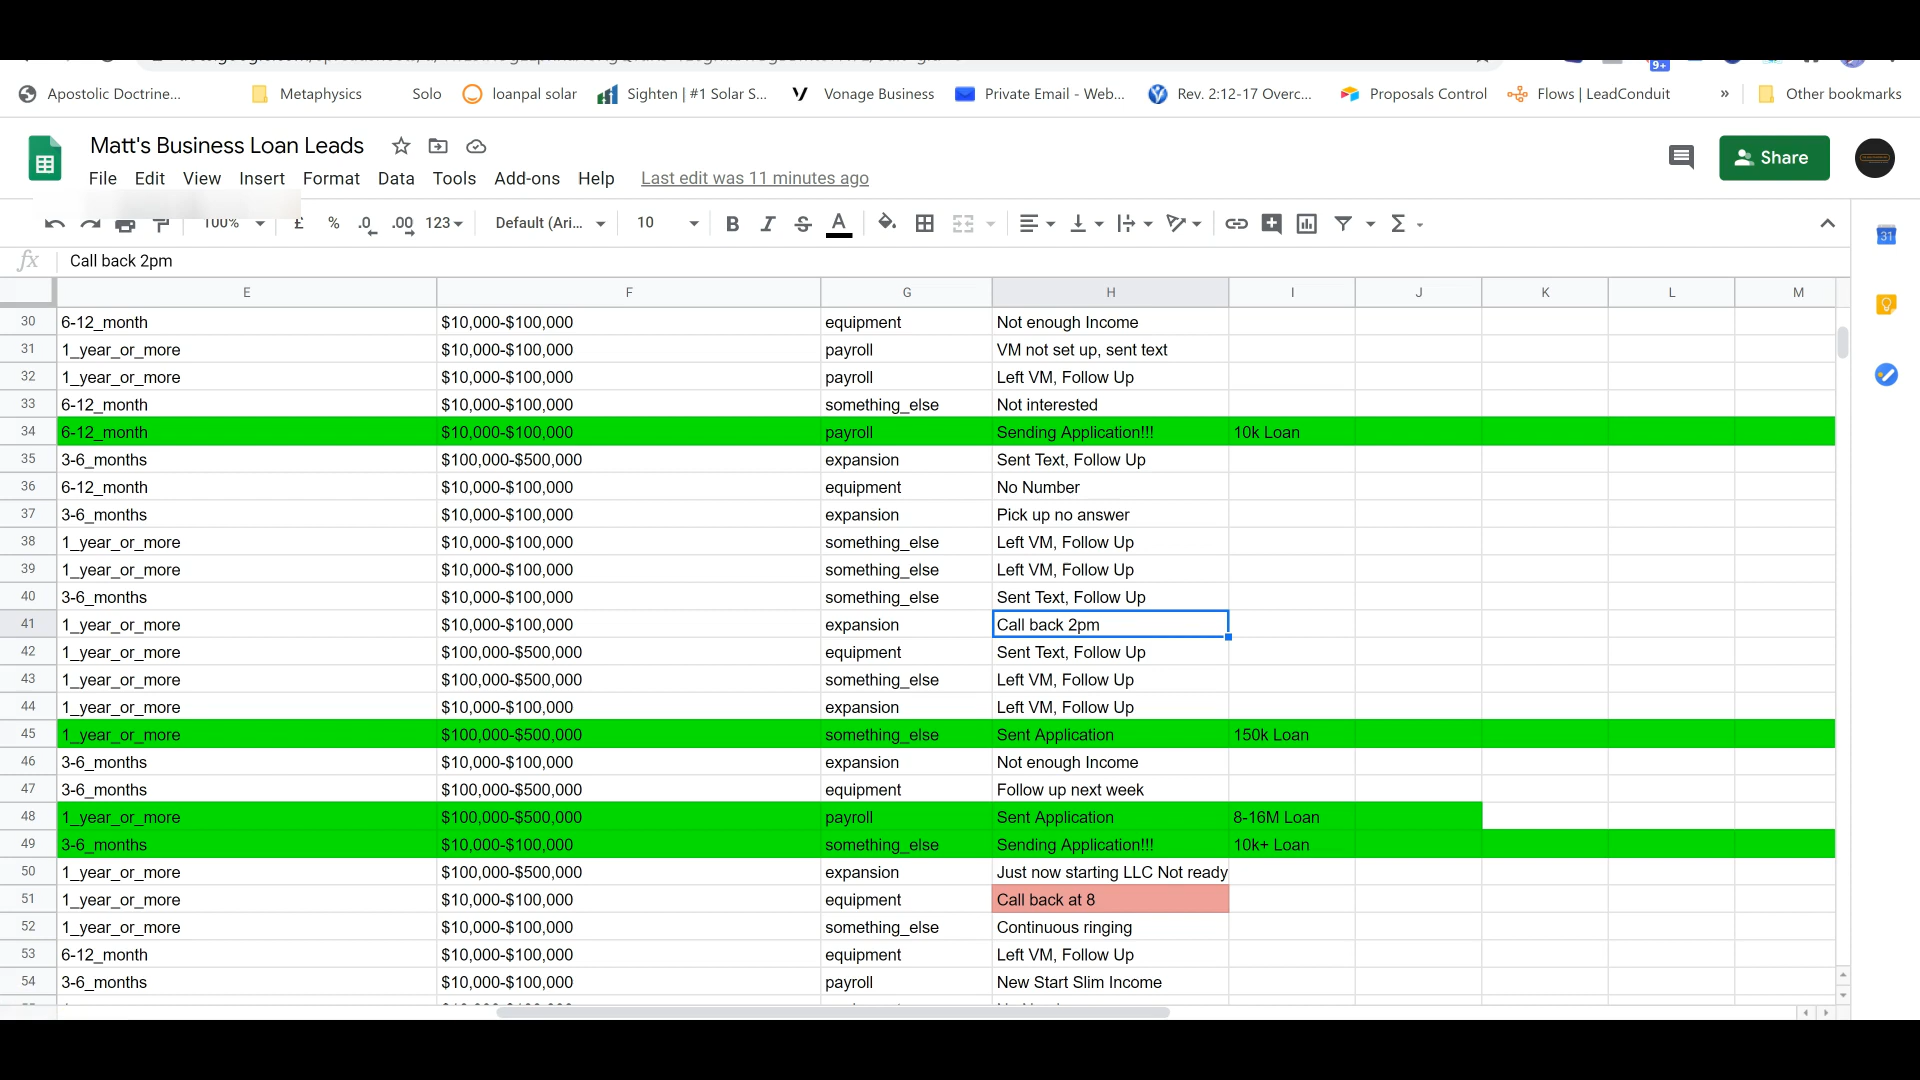 Apostolic Doctrine... Metaphysics Solo loanpal solar Sighten | #1 Solar S... Vonage Business Private Email - Web... Rev. 2:12-17 Overc... Proposals Control Flows | LeadConduit » Other bookmarks
9+
Matt's Business Loan Leads
Share
File Edit View Insert Format Data Tools Add-ons Help Last edit was 11 minutes ago
100% £ % .0 .00 123 Default (Ari... 10 B I S A Σ
31
fx Call back 2pm
E F G H I J K L M
30 6-12_month $10,000-$100,000 equipment Not enough Income
31 1_year_or_more $10,000-$100,000 payroll VM not set up, sent text
32 1_year_or_more $10,000-$100,000 payroll Left VM, Follow Up
33 6-12_month $10,000-$100,000 something_else Not interested
34 6-12_month $10,000-$100,000 payroll Sending Application!!! 10k Loan
35 3-6_months $100,000-$500,000 expansion Sent Text, Follow Up
36 6-12_month $10,000-$100,000 equipment No Number
37 3-6_months $10,000-$100,000 expansion Pick up no answer
38 1_year_or_more $10,000-$100,000 something_else Left VM, Follow Up
39 1_year_or_more $10,000-$100,000 something_else Left VM, Follow Up
40 3-6_months $10,000-$100,000 something_else Sent Text, Follow Up
41 1_year_or_more $10,000-$100,000 expansion Call back 2pm
42 1_year_or_more $100,000-$500,000 equipment Sent Text, Follow Up
43 1_year_or_more $100,000-$500,000 something_else Left VM, Follow Up
44 1_year_or_more $10,000-$100,000 expansion Left VM, Follow Up
45 1_year_or_more $100,000-$500,000 something_else Sent Application 150k Loan
46 3-6_months $10,000-$100,000 expansion Not enough Income
47 3-6_months $100,000-$500,000 equipment Follow up next week
48 1_year_or_more $100,000-$500,000 payroll Sent Application 8-16M Loan
49 3-6_months $10,000-$100,000 something_else Sending Application!!! 10k+ Loan
50 1_year_or_more $100,000-$500,000 expansion Just now starting LLC Not ready
51 1_year_or_more $10,000-$100,000 equipment Call back at 8
52 1_year_or_more $10,000-$100,000 something_else Continuous ringing
53 6-12_month $10,000-$100,000 equipment Left VM, Follow Up
54 3-6_months $10,000-$100,000 payroll New Start Slim Income